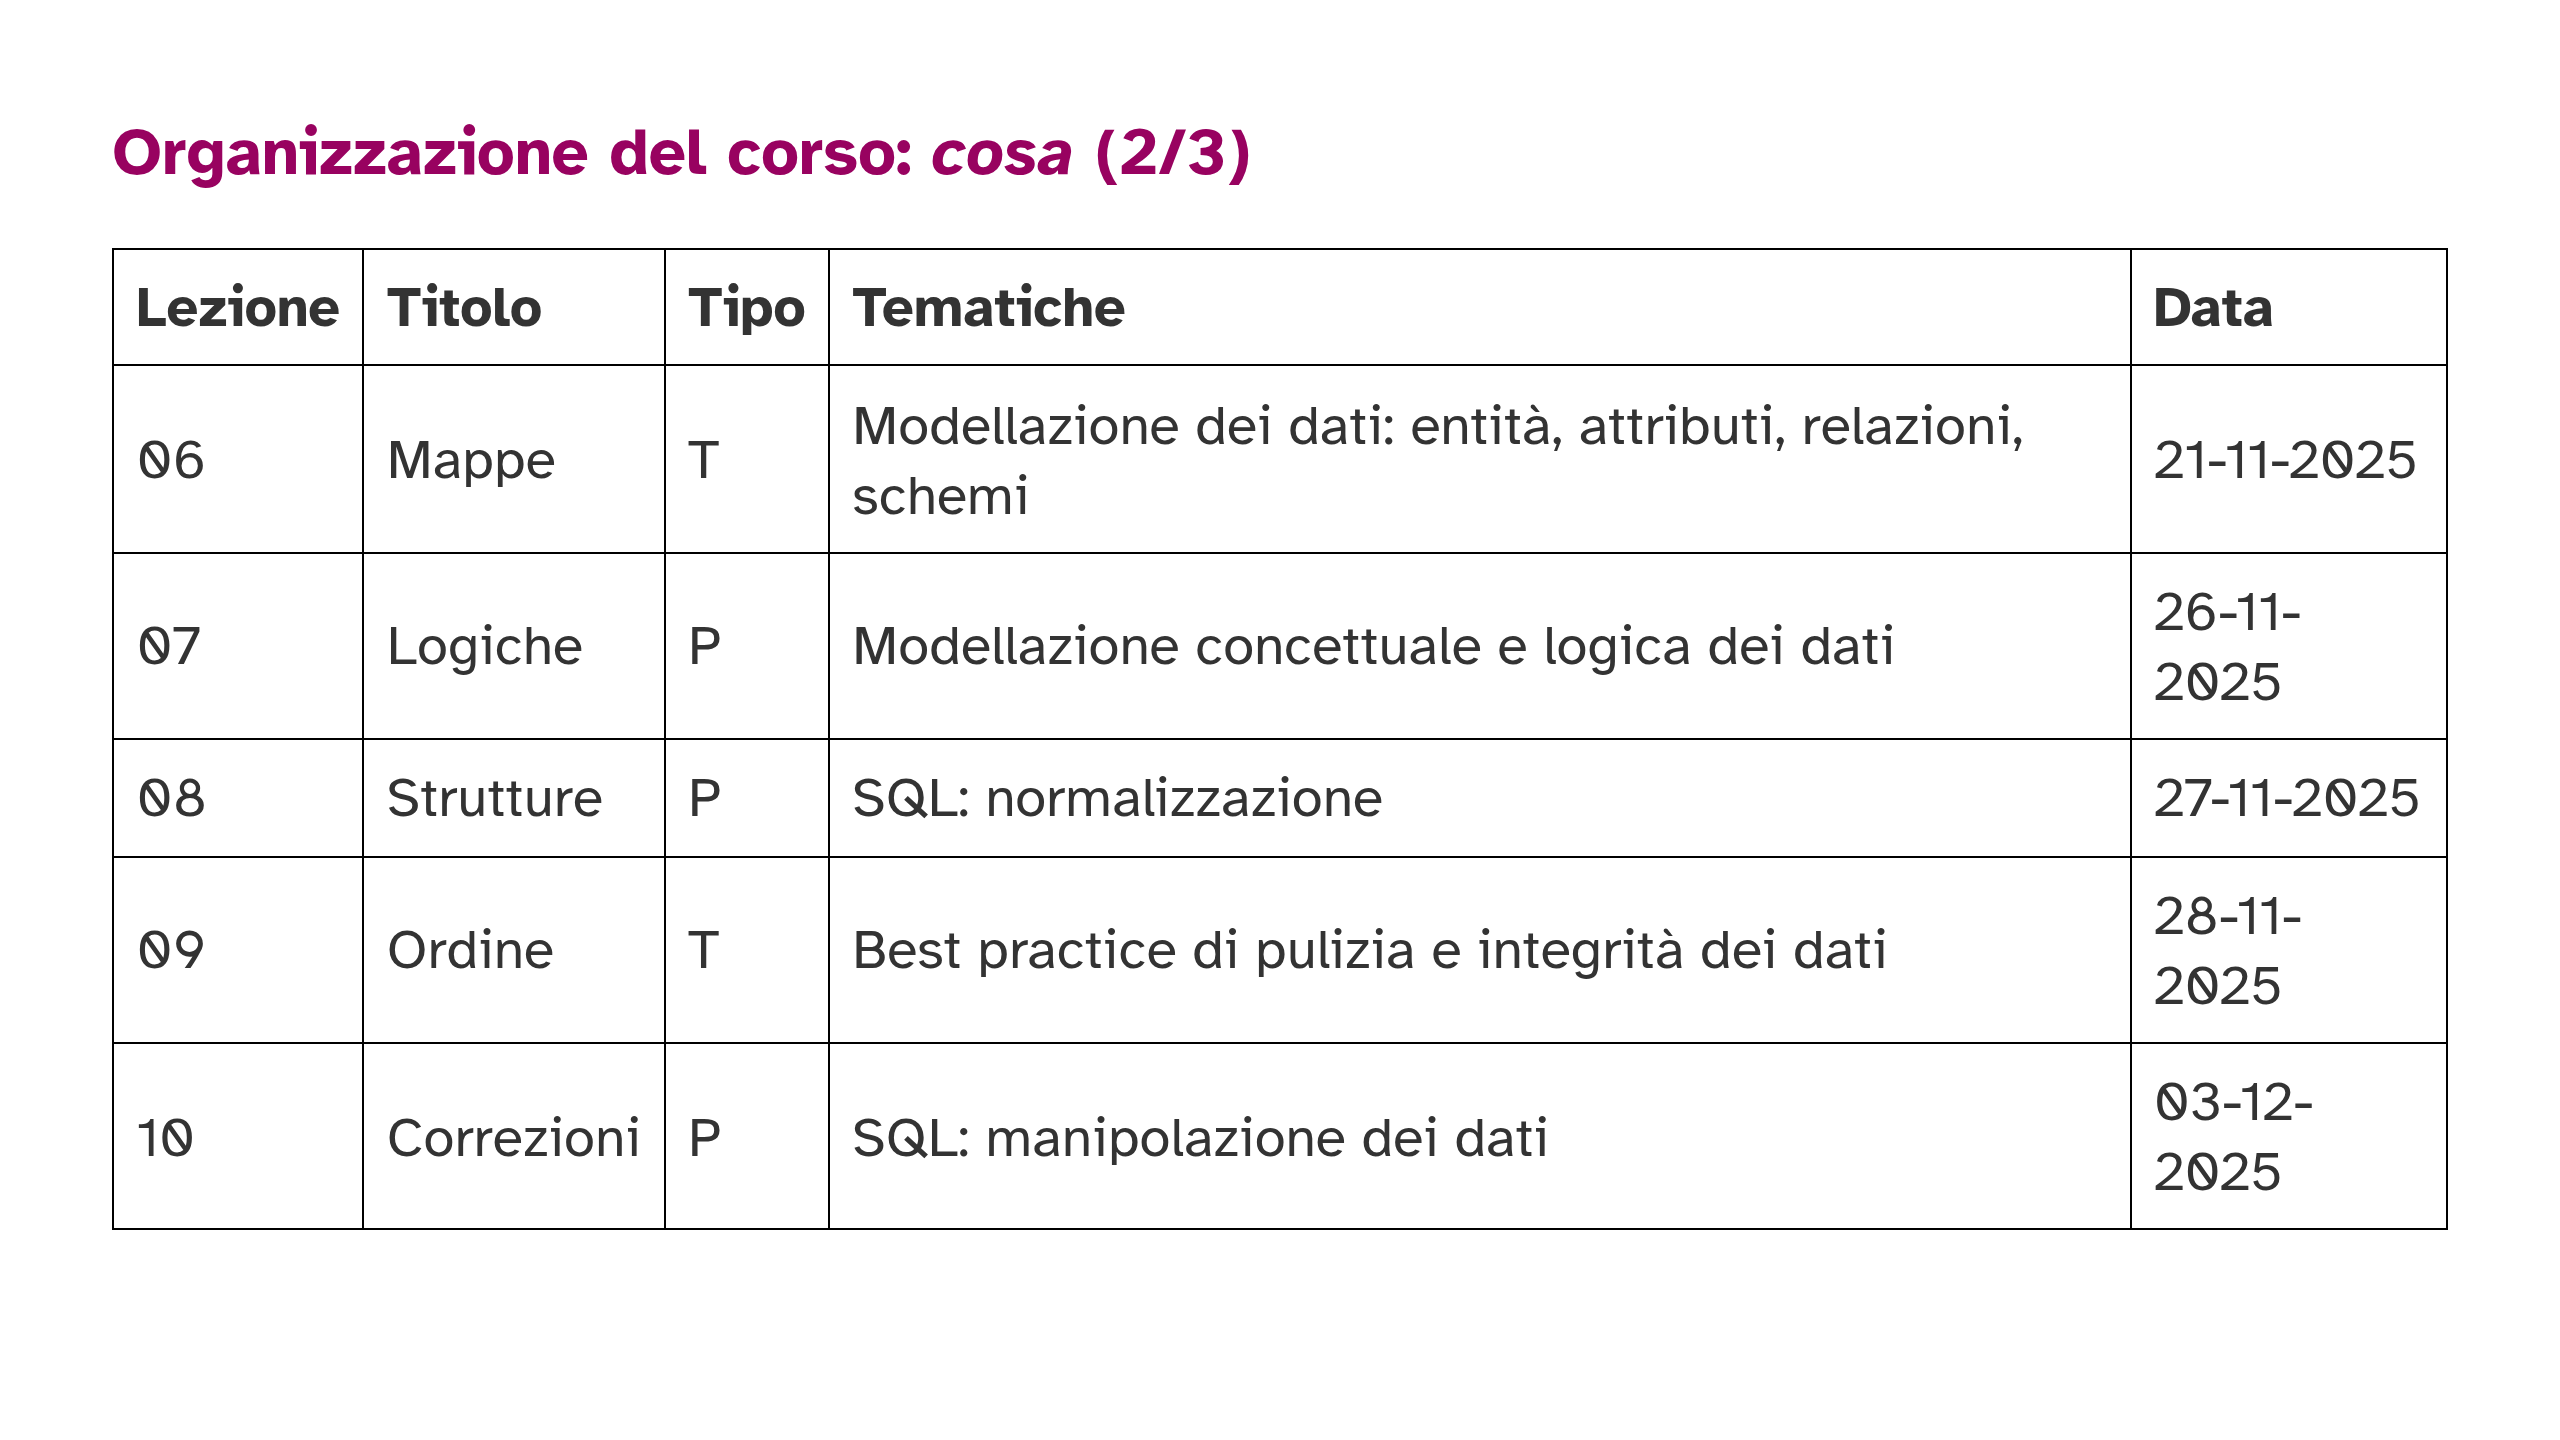 Organizzazione del corso: cosa (2/3)
Lezione Titolo Tipo Tematiche Data
06 Mappe T Modellazione dei dati: entità, attributi, relazioni,
schemi 21-11-2025
07 Logiche P Modellazione concettuale e logica dei dati 26-11-
2025
08 Strutture P SQL: normalizzazione 27-11-2025
09 Ordine T Best practice di pulizia e integrità dei dati 28-11-
2025
10 Correzioni P SQL: manipolazione dei dati 03-12-
2025